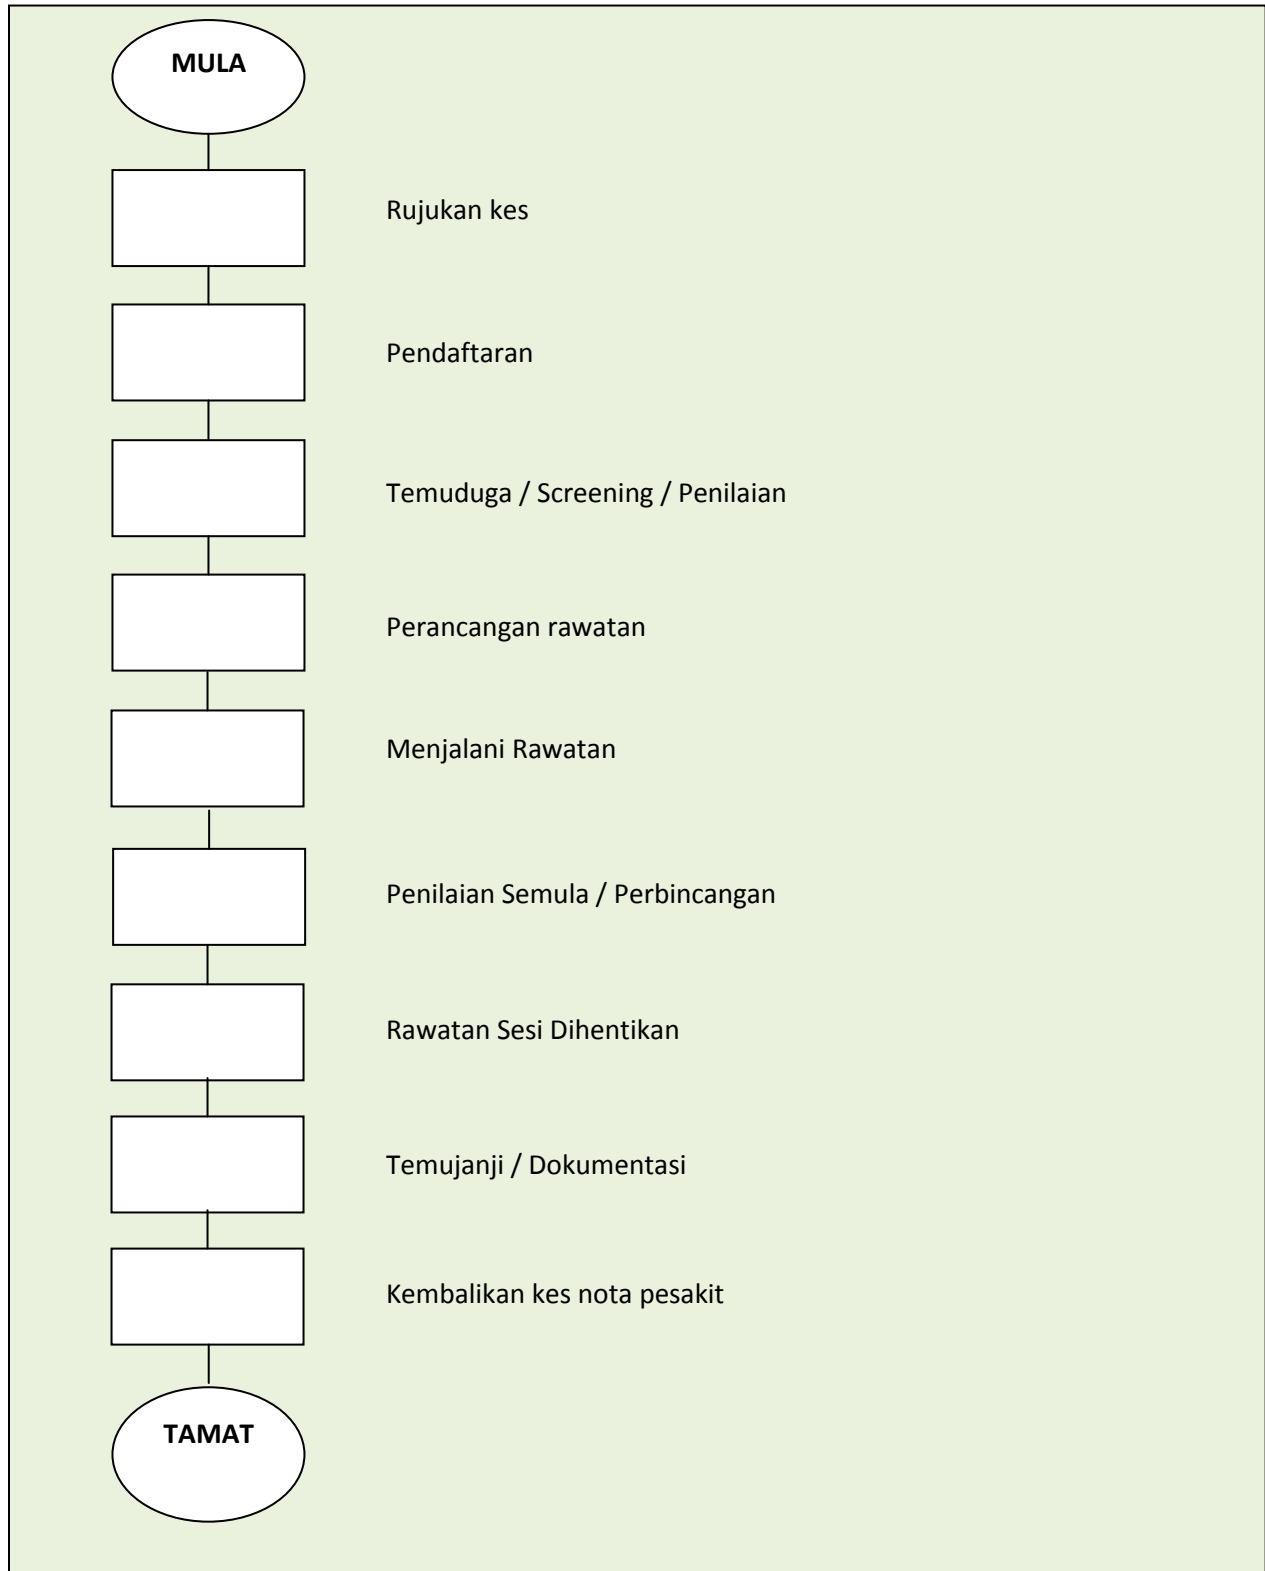 MULA
Rujukan kes
Pendaftaran
Temuduga / Screening / Penilaian
Perancangan rawatan
Menjalani Rawatan
Penilaian Semula / Perbincangan
Rawatan Sesi Dihentikan
Temujanji / Dokumentasi
Kembalikan kes nota pesakit
TAMAT